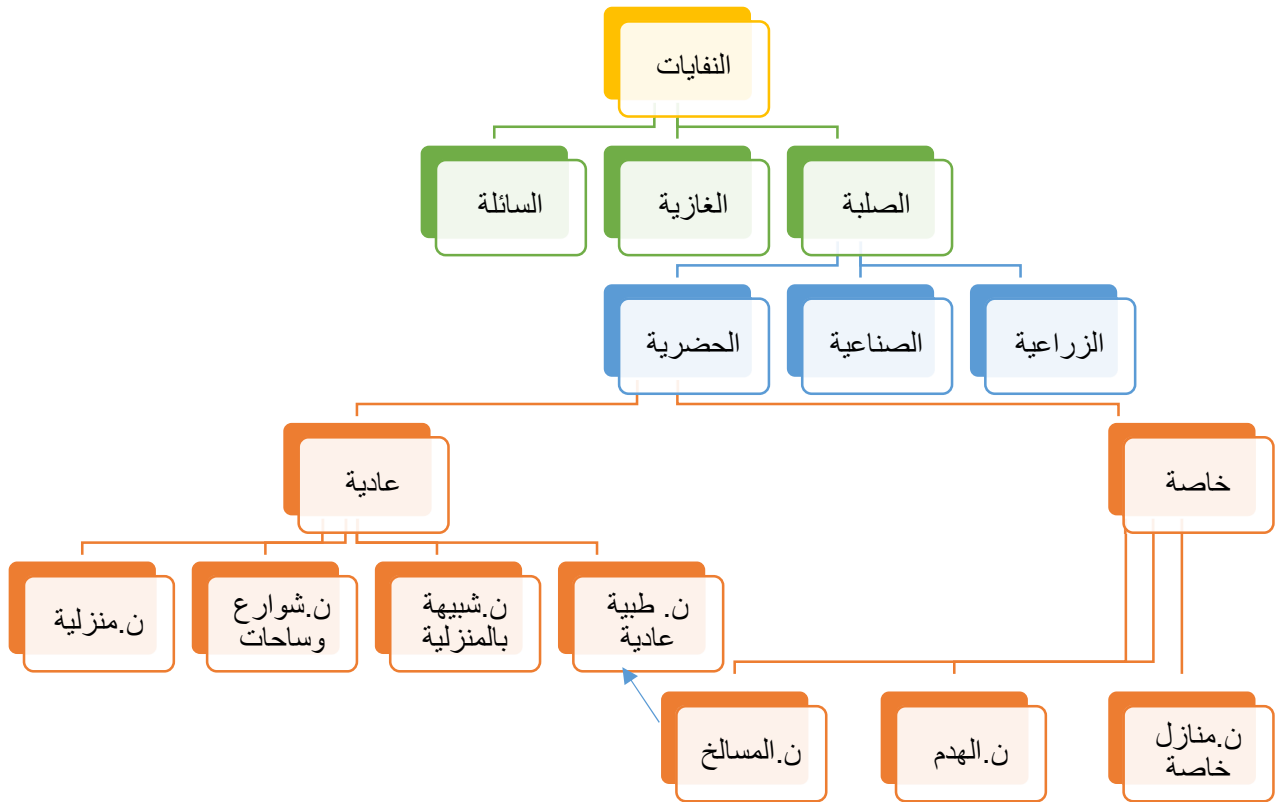 النفايات
الصلبة
الغازية
السائلة
الزراعية
الصناعية
الحضرية
خاصة
عادية
ن. طبية
عادية
ن.شبيهة
بالمنزلية
ن.شوارع
وساحات
ن.منزلية
ن.منازل
خاصة
ن.الهدم
ن.المسالخ